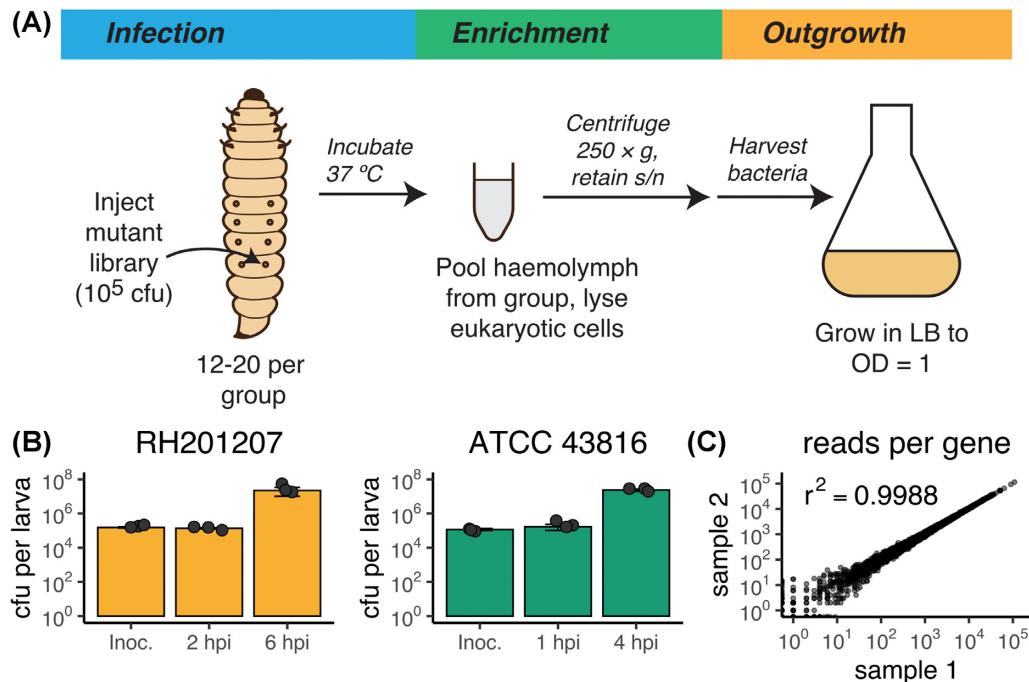 (A)
Infection
Enrichment
Outgrowth
Inject
mutant
library
(10⁵ cfu)
12-20 per
group
Incubate
37 ºC
Pool haemolymph
from group, lyse
eukaryotic cells
Centrifuge
250 × g,
retain s/n
Harvest
bacteria
Grow in LB to
OD = 1
(B)
RH201207
cfu per larva
10⁸
10⁶
10⁴
10²
10⁰
Inoc.
2 hpi
6 hpi
ATCC 43816
cfu per larva
10⁸
10⁶
10⁴
10²
10⁰
Inoc.
1 hpi
4 hpi
(C)
reads per gene
r² = 0.9988
sample 2
10⁵
10⁴
10³
10²
10¹
10⁰
10⁰
10¹
10²
10³
10⁴
10⁵
sample 1